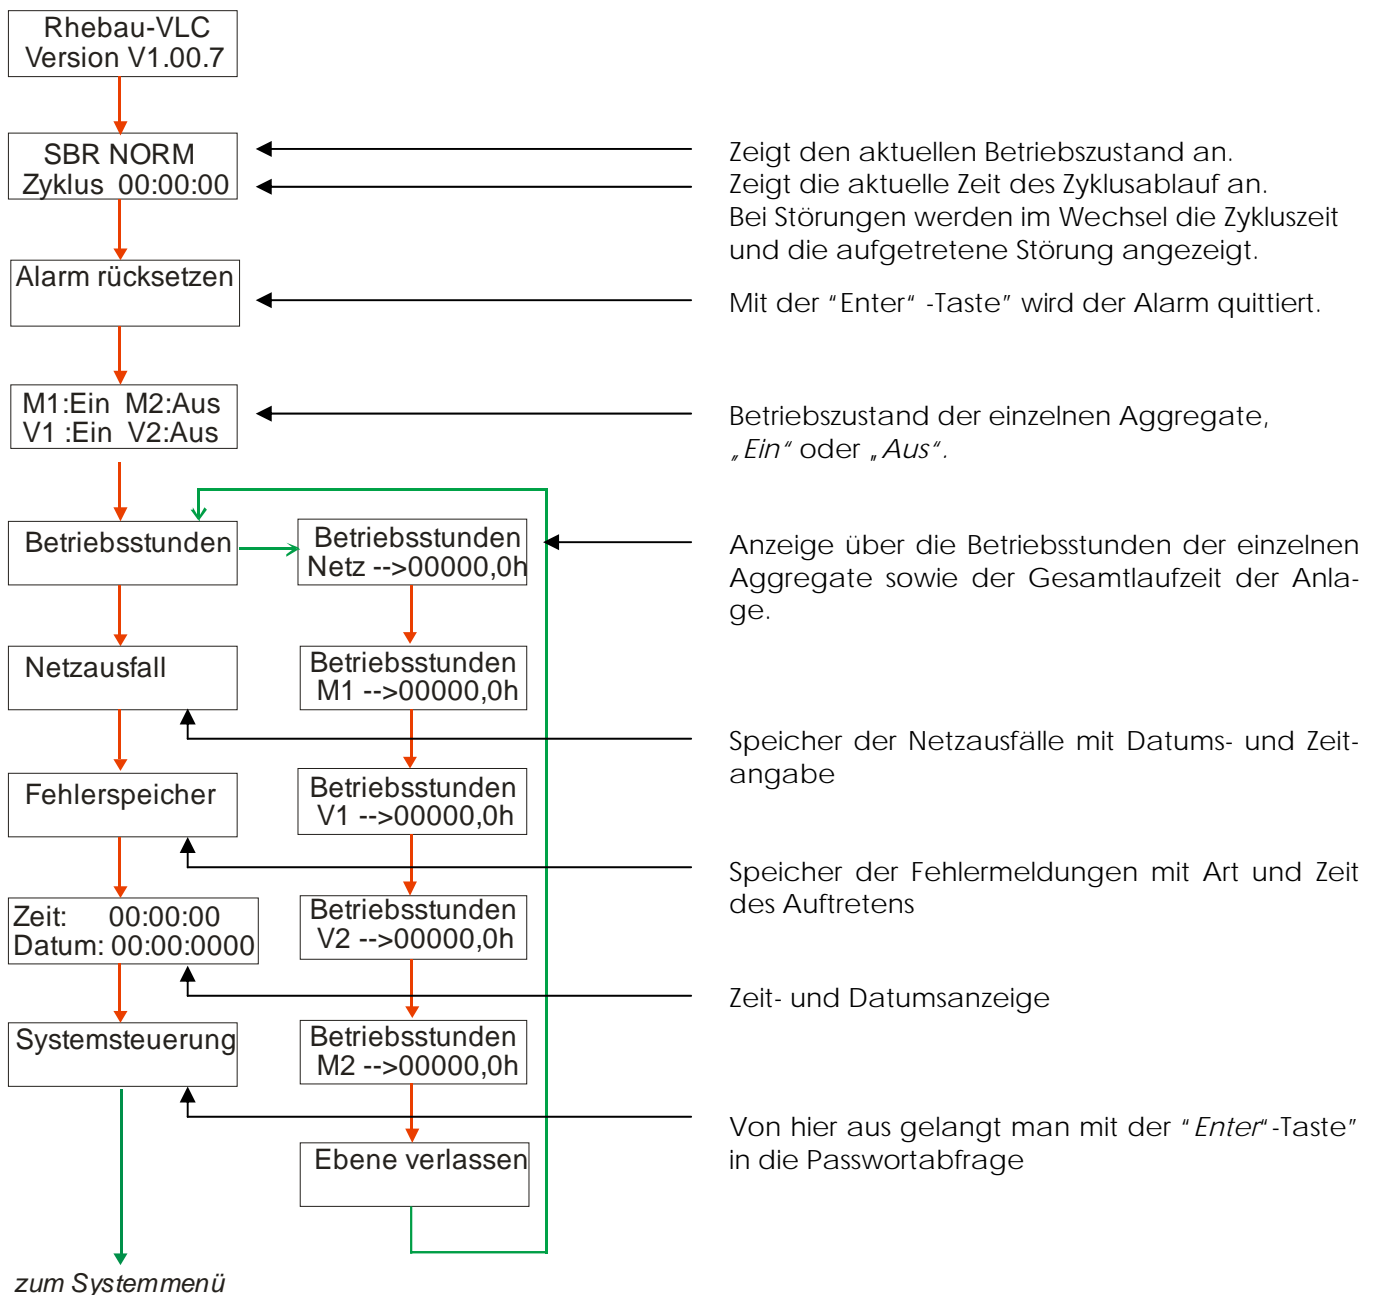 Rhebau-VLC
Version V1.00.7
SBR NORM
Zyklus 00:00:00
Zeigt den aktuellen Betriebszustand an.
Zeigt die aktuelle Zeit des Zyklusablauf an.
Bei Störungen werden im Wechsel die Zykluszeit
und die aufgetretene Störung angezeigt.
Alarm rücksetzen
Mit der “Enter“ -Taste” wird der Alarm quittiert.
M1:Ein M2:Aus
V1 :Ein V2:Aus
Betriebszustand der einzelnen Aggregate,
„Ein“ oder „Aus“.
Betriebsstunden
Betriebsstunden
Netz -->00000,0h
Anzeige über die Betriebsstunden der einzelnen
Aggregate sowie der Gesamtlaufzeit der Anla-
ge.
Netzausfall
Betriebsstunden
M1 -->00000,0h
Speicher der Netzausfälle mit Datums- und Zeit-
angabe
Fehlerspeicher
Betriebsstunden
V1 -->00000,0h
Speicher der Fehlermeldungen mit Art und Zeit
des Auftretens
Zeit: 00:00:00
Datum: 00:00:0000
Betriebsstunden
V2 -->00000,0h
Zeit- und Datumsanzeige
Systemsteuerung
Betriebsstunden
M2 -->00000,0h
Von hier aus gelangt man mit der “Enter“-Taste”
in die Passwortabfrage
Ebene verlassen
zum Systemmenü